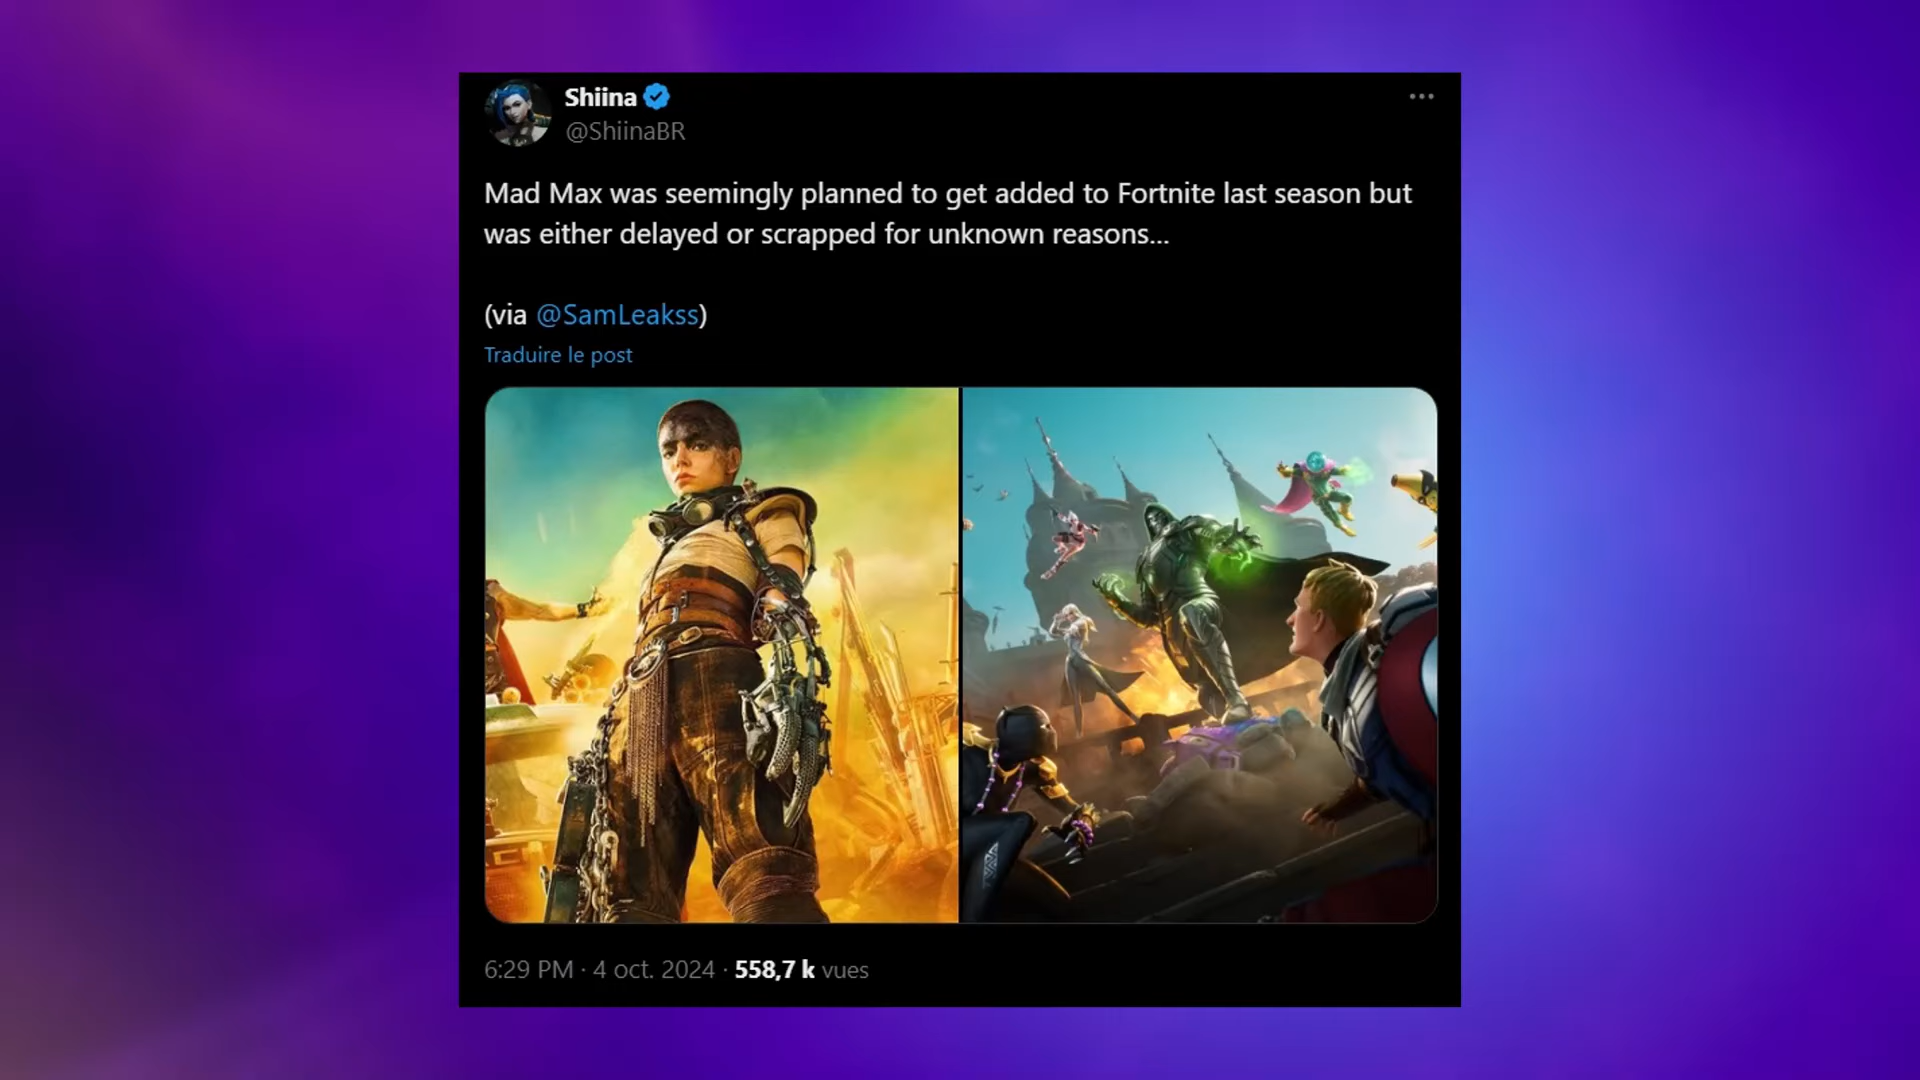 Shiina
@ShiinaBR
Mad Max was seemingly planned to get added to Fortnite last season but
was either delayed or scrapped for unknown reasons...
(via @SamLeakss)
Traduire le post
6:29 PM · 4 oct. 2024 · 558,7 k vues